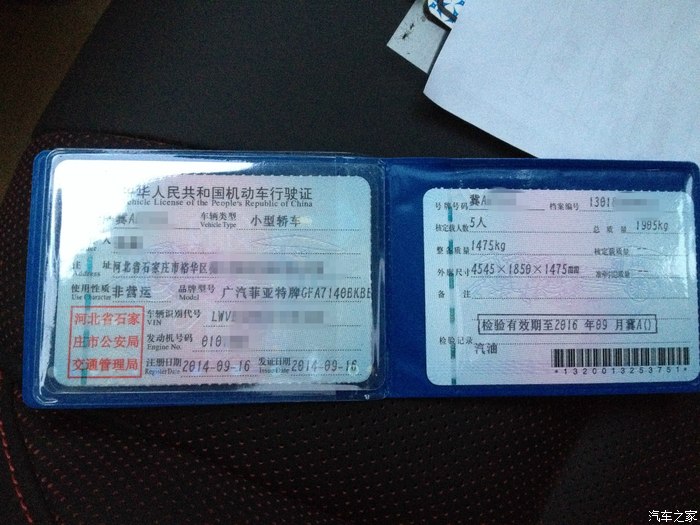 中华人民共和国机动车行驶证
Vehicle License of the People's Republic of China
冀A 车辆类型 Vehicle Type 小型轿车
人
址 河北省石家庄市裕华区
使用性质 Use Character 非营运 品牌型号 Model 广汽菲亚特牌GFA7140BKBE
河北省石家
庄市公安局
交通管理局
车辆识别代号 VIN LWV
发动机号码 Engine No. 010
注册日期 Register Date 2014-09-16 发证日期 Issue Date 2014-09-16
号牌号码 冀A 档案编号 1301
核定载人数 5人 总质量 1905kg
整备质量 1475kg 核定载质量 --
外廓尺寸 4545×1850×1475mm 准牵引总质量 --
备 注
检验有效期至2016 年09 月冀A()
检验记录
汽油
*1320013253751*
汽车之家